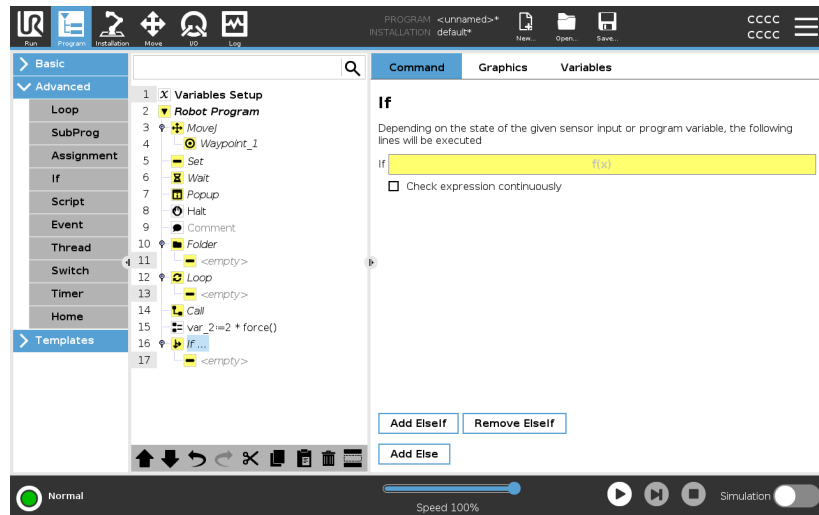 PROGRAM <unnamed>*
INSTALLATION default*
cccc
cccc
Run
Program
Installation
Move
I/O
Log
New...
Open...
Save...
Basic
Advanced
Loop
SubProg
Assignment
If
Script
Event
Thread
Switch
Timer
Home
Templates
1 X Variables Setup
2 Robot Program
3 MoveJ
4 Waypoint_1
5 Set
6 Wait
7 Popup
8 Halt
9 Comment
10 Folder
11 <empty>
12 Loop
13 <empty>
14 Call
15 var_2:=2 * force()
16 If ...
17 <empty>
Command
Graphics
Variables
If
Depending on the state of the given sensor input or program variable, the following
lines will be executed
If f(x)
Check expression continuously
Add ElseIf
Remove ElseIf
Add Else
Normal
Speed 100%
Simulation